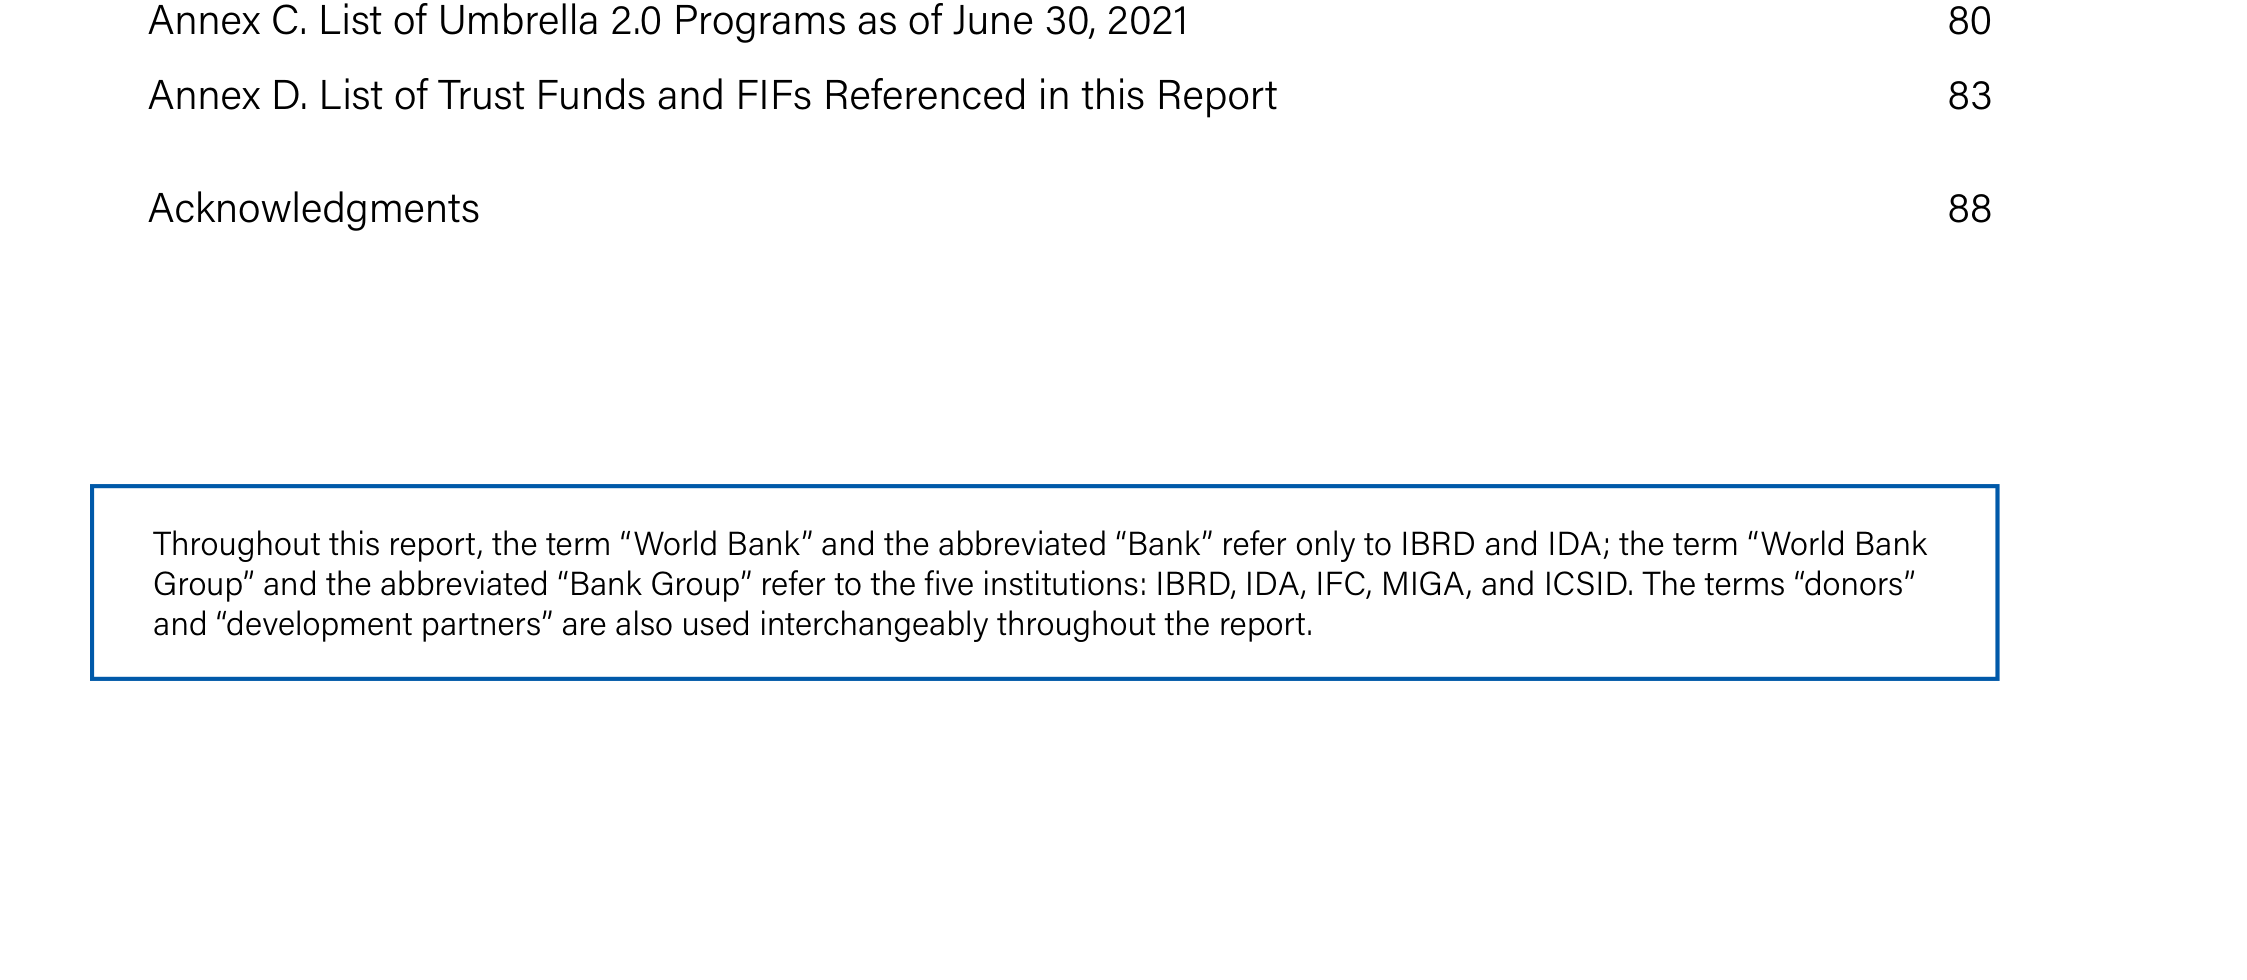 Annex C. List of Umbrella 2.0 Programs as of June 30, 2021 80
Annex D. List of Trust Funds and FIFs Referenced in this Report 83
Acknowledgments 88
Throughout this report, the term “World Bank” and the abbreviated “Bank” refer only to IBRD and IDA; the term “World Bank
Group” and the abbreviated “Bank Group” refer to the five institutions: IBRD, IDA, IFC, MIGA, and ICSID. The terms “donors”
and “development partners” are also used interchangeably throughout the report.